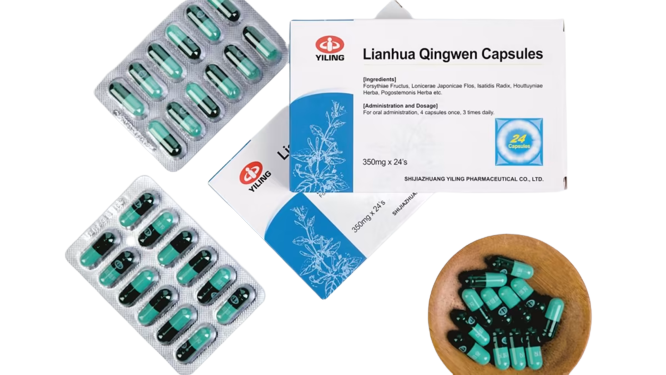 YILING
Lianhua Qingwen Capsules
[Ingredients]
Forsythiae Fructus, Lonicerae Japonicae Flos, Isatidis Radix, Houttuyniae
Herba, Pogostemonis Herba etc.
[Administration and Dosage]
For oral administration, 4 capsules once, 3 times daily.
24
Capsules
350mg x 24's
SHIJIAZHUANG YILING PHARMACEUTICAL CO., LTD.
YILING
Li
350mg x 24's
SHIJIAZHUANG